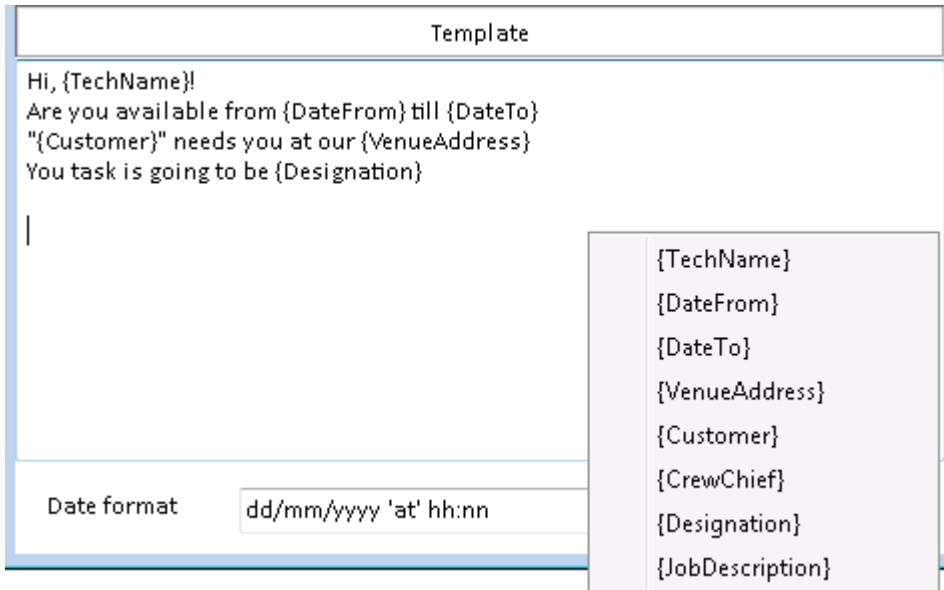 Template
Hi, {TechName}!
Are you available from {DateFrom} till {DateTo}
"{Customer}" needs you at our {VenueAddress}
You task is going to be {Designation}
{TechName}
{DateFrom}
{DateTo}
{VenueAddress}
{Customer}
{CrewChief}
{Designation}
{JobDescription}
Date format
dd/mm/yyyy 'at' hh:nn